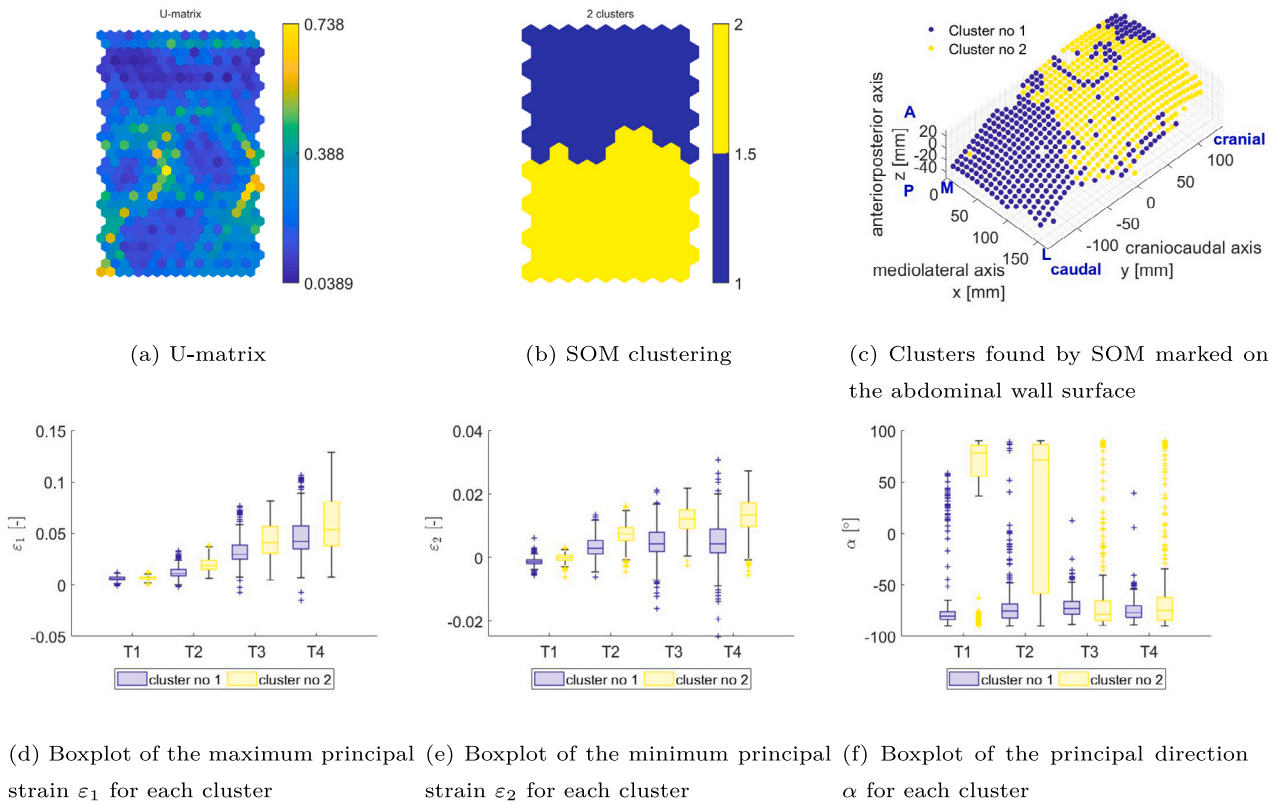 U-matrix
0.738
0.388
0.0389
(a) U-matrix
2 clusters
2
1.5
1
(b) SOM clustering
Cluster no 1
Cluster no 2
anteriorposterior axis
z [mm]
A
P
M
L
20
0
-20
-40
0
50
100
150
mediolateral axis
x [mm]
caudal
-100
-50
0
50
100
craniocaudal axis
y [mm]
cranial
(c) Clusters found by SOM marked on
the abdominal wall surface
0.15
0.1
0.05
0
-0.05
ε₁ [-]
T1 T2 T3 T4
cluster no 1 cluster no 2
(d) Boxplot of the maximum principal
strain ε₁ for each cluster
0.04
0.02
0
-0.02
ε₂ [-]
T1 T2 T3 T4
cluster no 1 cluster no 2
(e) Boxplot of the minimum principal
strain ε₂ for each cluster
100
50
0
-50
-100
α [°]
T1 T2 T3 T4
cluster no 1 cluster no 2
(f) Boxplot of the principal direction
α for each cluster